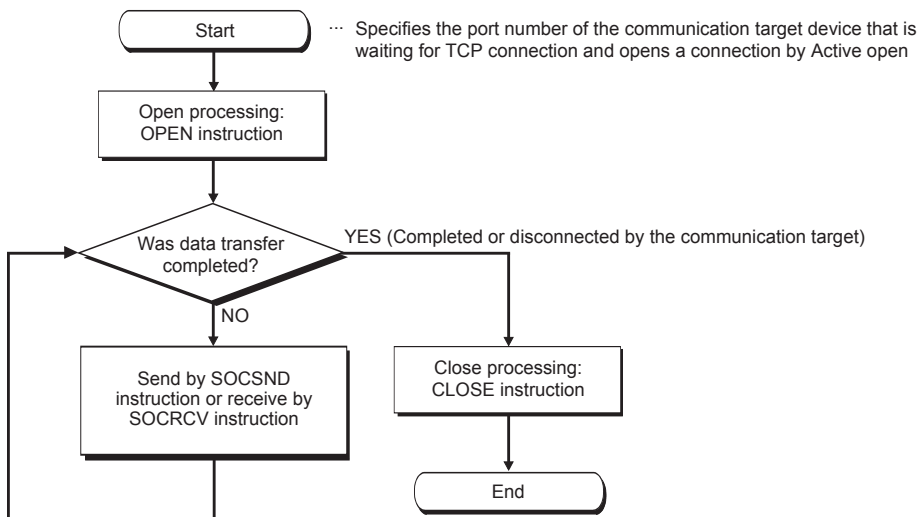 Start
··· Specifies the port number of the communication target device that is
waiting for TCP connection and opens a connection by Active open
Open processing:
OPEN instruction
Was data transfer
completed?
YES (Completed or disconnected by the communication target)
NO
Send by SOCSND
instruction or receive by
SOCRCV instruction
Close processing:
CLOSE instruction
End